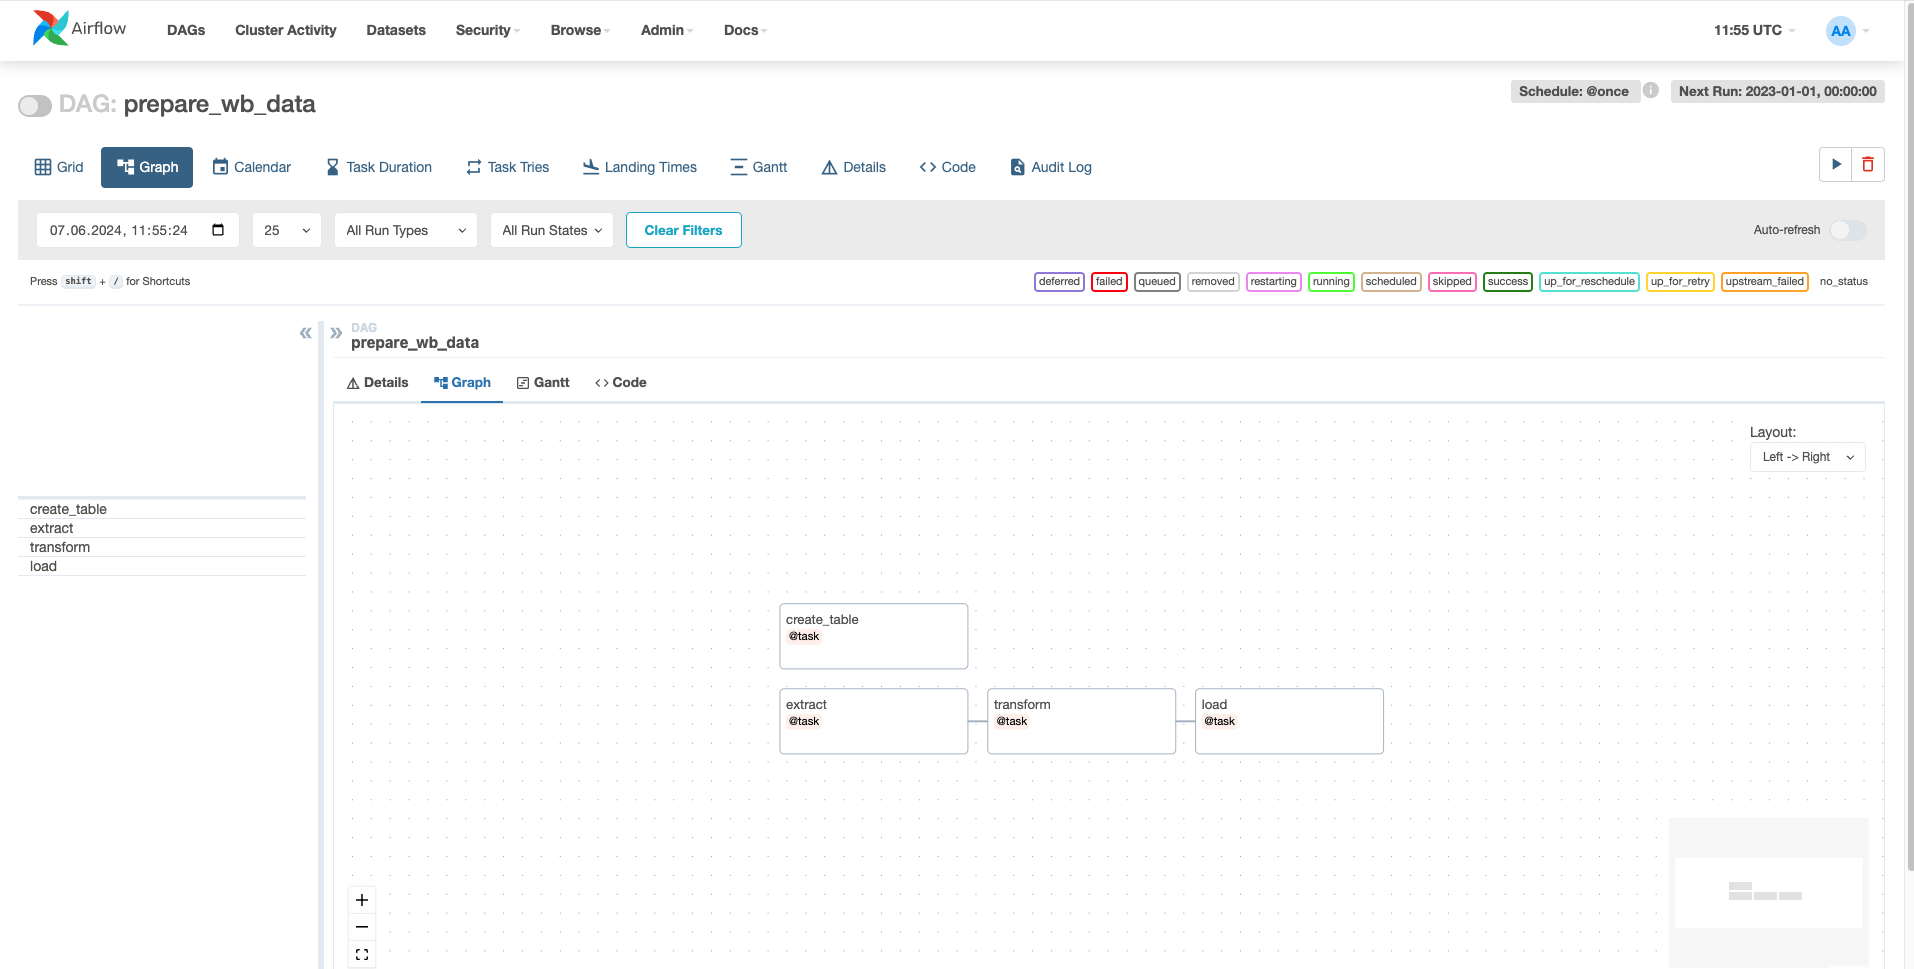 Airflow DAGs Cluster Activity Datasets Security Browse Admin Docs 11:55 UTC AA
DAG: prepare_wb_data Schedule: @once i Next Run: 2023-01-01, 00:00:00
Grid Graph Calendar Task Duration Task Tries Landing Times Gantt Details <> Code Audit Log
07.06.2024, 11:55:24 25 All Run Types All Run States Clear Filters Auto-refresh
Press shift + / for Shortcuts deferred failed queued removed restarting running scheduled skipped success up_for_reschedule up_for_retry upstream_failed no_status
DAG
prepare_wb_data
Details Graph Gantt <> Code
Layout:
Left -> Right
create_table
extract
transform
load
create_table
@task
extract transform load
@task @task @task